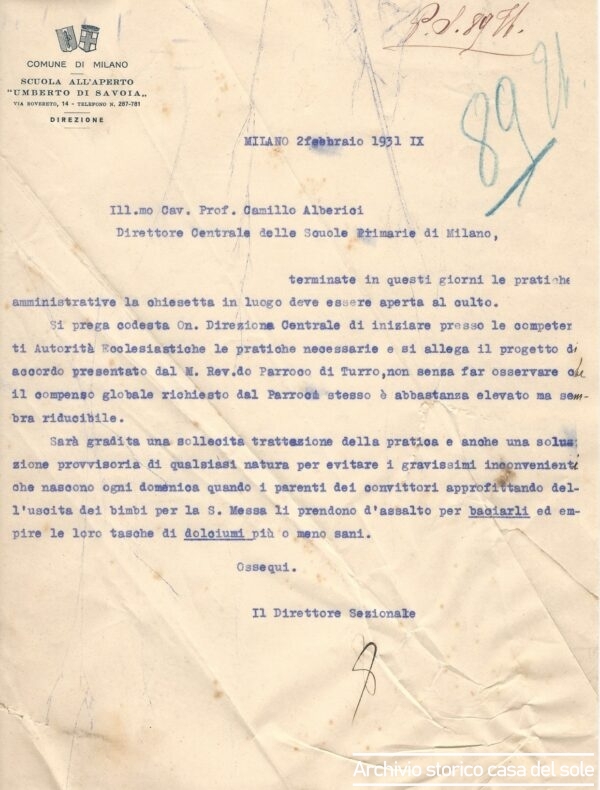 P.S. 89
89
COMUNE DI MILANO
SCUOLA ALL'APERTO
"UMBERTO DI SAVOIA„
VIA ROVERETO, 14 - TELEFONO N. 287-781
DIREZIONE
MILANO 2febbraio 1931 IX
Ill.mo Cav. Prof. Camillo Alberici
Direttore Centrale delle Scuole Primarie di Milano,
terminate in questi giorni le pratiche
amministrative la chiesetta in luogo deve essere aperta al culto.
Si prega codesta On. Direziona Centrale di iniziare presso le competen
ti Autorità Ecclesiastiche le pratiche necessarie e si allega il progetto di
accordo presentato dal M. Rev.do Parroco di Turro,non senza far osservare che
il compenso globale richiesto dal Parroco stesso è abbastanza elevato ma sem
bra riducibile.
Sarà gradita una sollecita trattazione della pratica e anche una solu=
zione provvisoria di qualsiasi natura per evitare i gravissimi inconvenienti
che nascono ogni domenica quando i parenti dei convittori approfittando del-
l'uscita dei bimbi per la S. Messa li prendono d'assalto per baciarli ed em-
pire le loro tasche di dolciumi più o meno sani.
Ossequi.
Il Direttore Sezionale
Archivio storico casa del sole